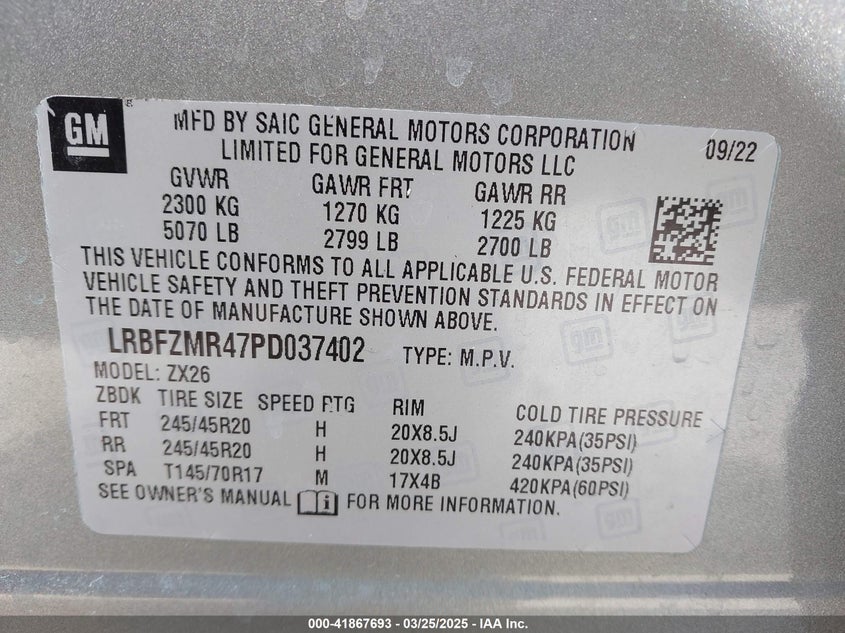 GM
MFD BY SAIC GENERAL MOTORS CORPORATION 09/22
LIMITED FOR GENERAL MOTORS LLC
GVWR GAWR FRT GAWR RR
2300 KG 1270 KG 1225 KG
5070 LB 2799 LB 2700 LB
THIS VEHICLE CONFORMS TO ALL APPLICABLE U.S. FEDERAL MOTOR
VEHICLE SAFETY AND THEFT PREVENTION STANDARDS IN EFFECT ON
THE DATE OF MANUFACTURE SHOWN ABOVE.
LRBFZMR47PD037402 TYPE: M.P.V.
MODEL: ZX26
ZBDK TIRE SIZE SPEED RTG RIM COLD TIRE PRESSURE
FRT 245/45R20 H 20X8.5J 240KPA(35PSI)
RR 245/45R20 H 20X8.5J 240KPA(35PSI)
SPA T145/70R17 M 17X4B 420KPA(60PSI)
SEE OWNER'S MANUAL FOR MORE INFORMATION.
000-41867693 - 03/25/2025 - IAA Inc.